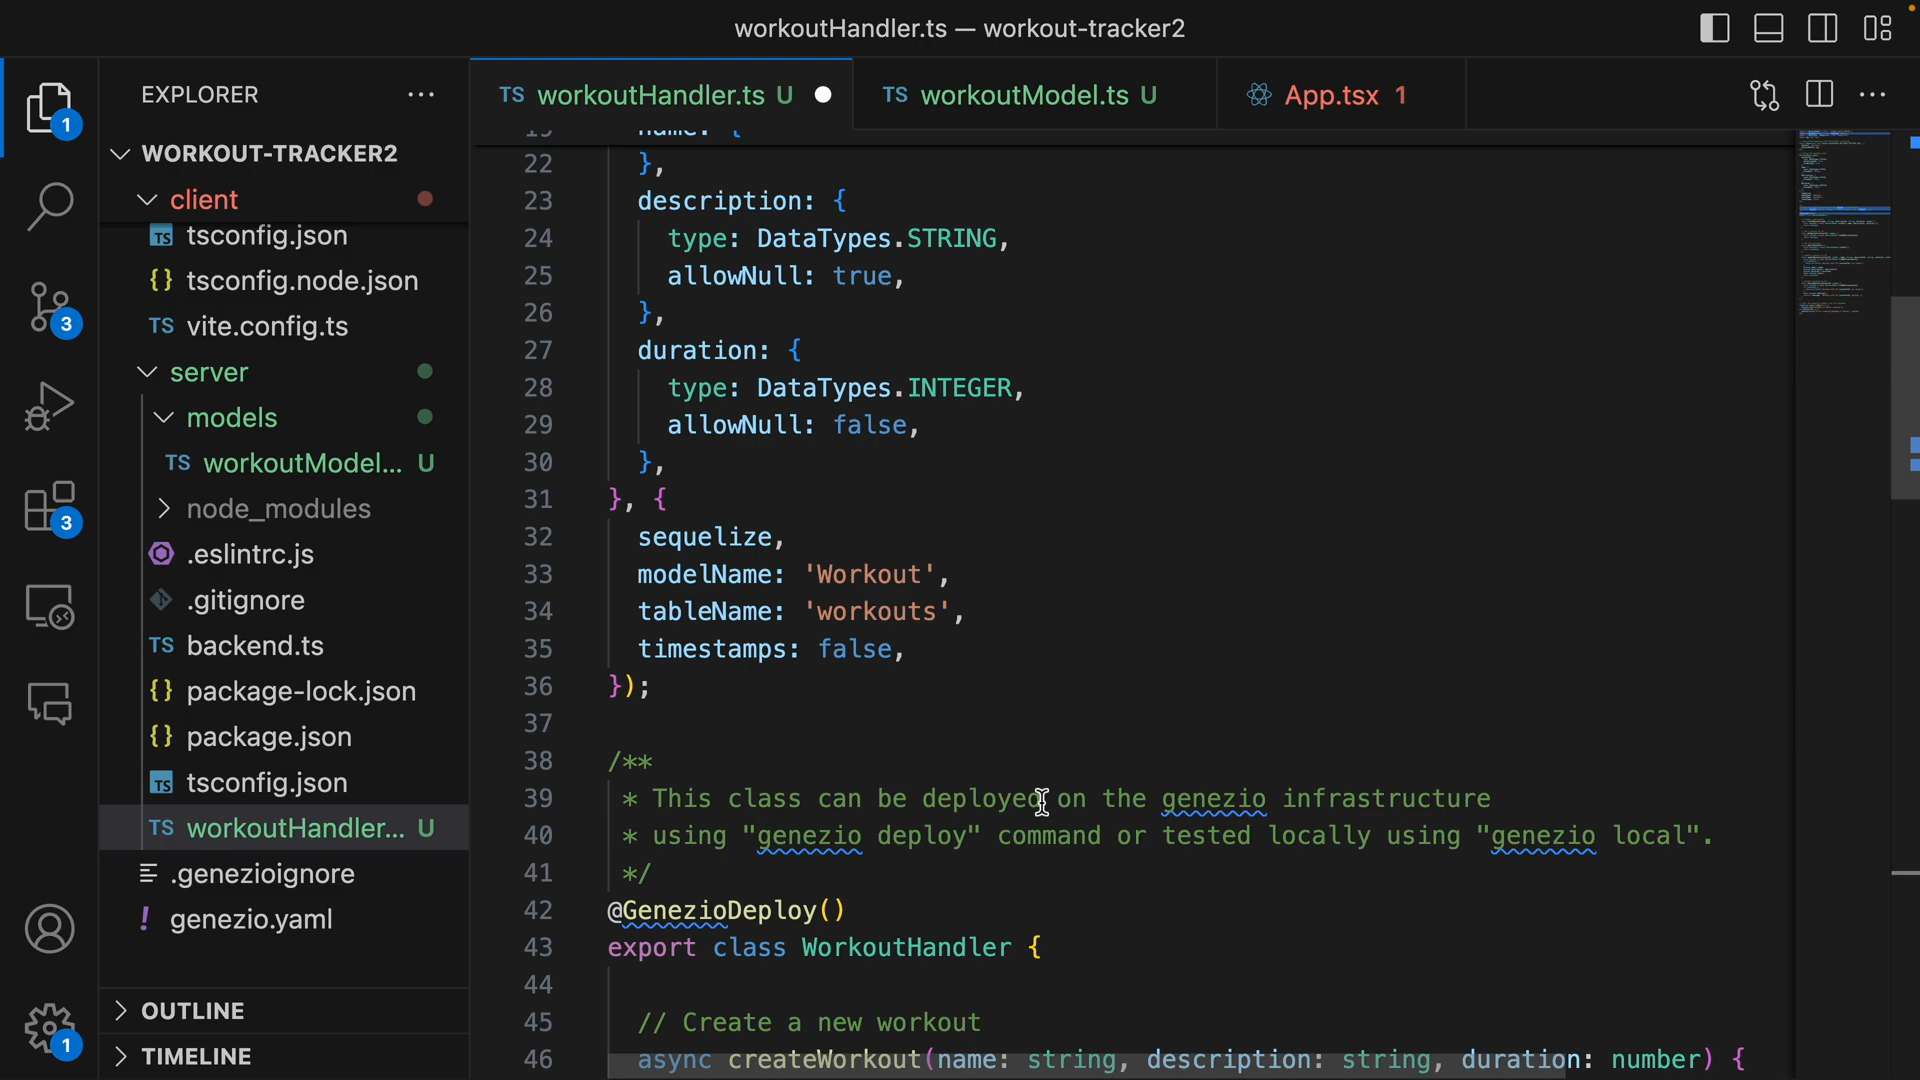 workoutHandler.ts — workout-tracker2
EXPLORER
WORKOUT-TRACKER2
client
tsconfig.json
tsconfig.node.json
vite.config.ts
server
models
workoutModel... U
node_modules
.eslintrc.js
.gitignore
backend.ts
package-lock.json
package.json
tsconfig.json
workoutHandler... U
.genezioignore
genezio.yaml
OUTLINE
TIMELINE
1
3
3
1
TS workoutHandler.ts U
TS workoutModel.ts U
App.tsx 1
19 name: {
22 },
23 description: {
24 type: DataTypes.STRING,
25 allowNull: true,
26 },
27 duration: {
28 type: DataTypes.INTEGER,
29 allowNull: false,
30 },
31 }, {
32 sequelize,
33 modelName: 'Workout',
34 tableName: 'workouts',
35 timestamps: false,
36 });
37
38 /**
39 * This class can be deployed on the genezio infrastructure
40 * using "genezio deploy" command or tested locally using "genezio local".
41 */
42 @GenezioDeploy()
43 export class WorkoutHandler {
44
45 // Create a new workout
46 async createWorkout(name: string, description: string, duration: number) {